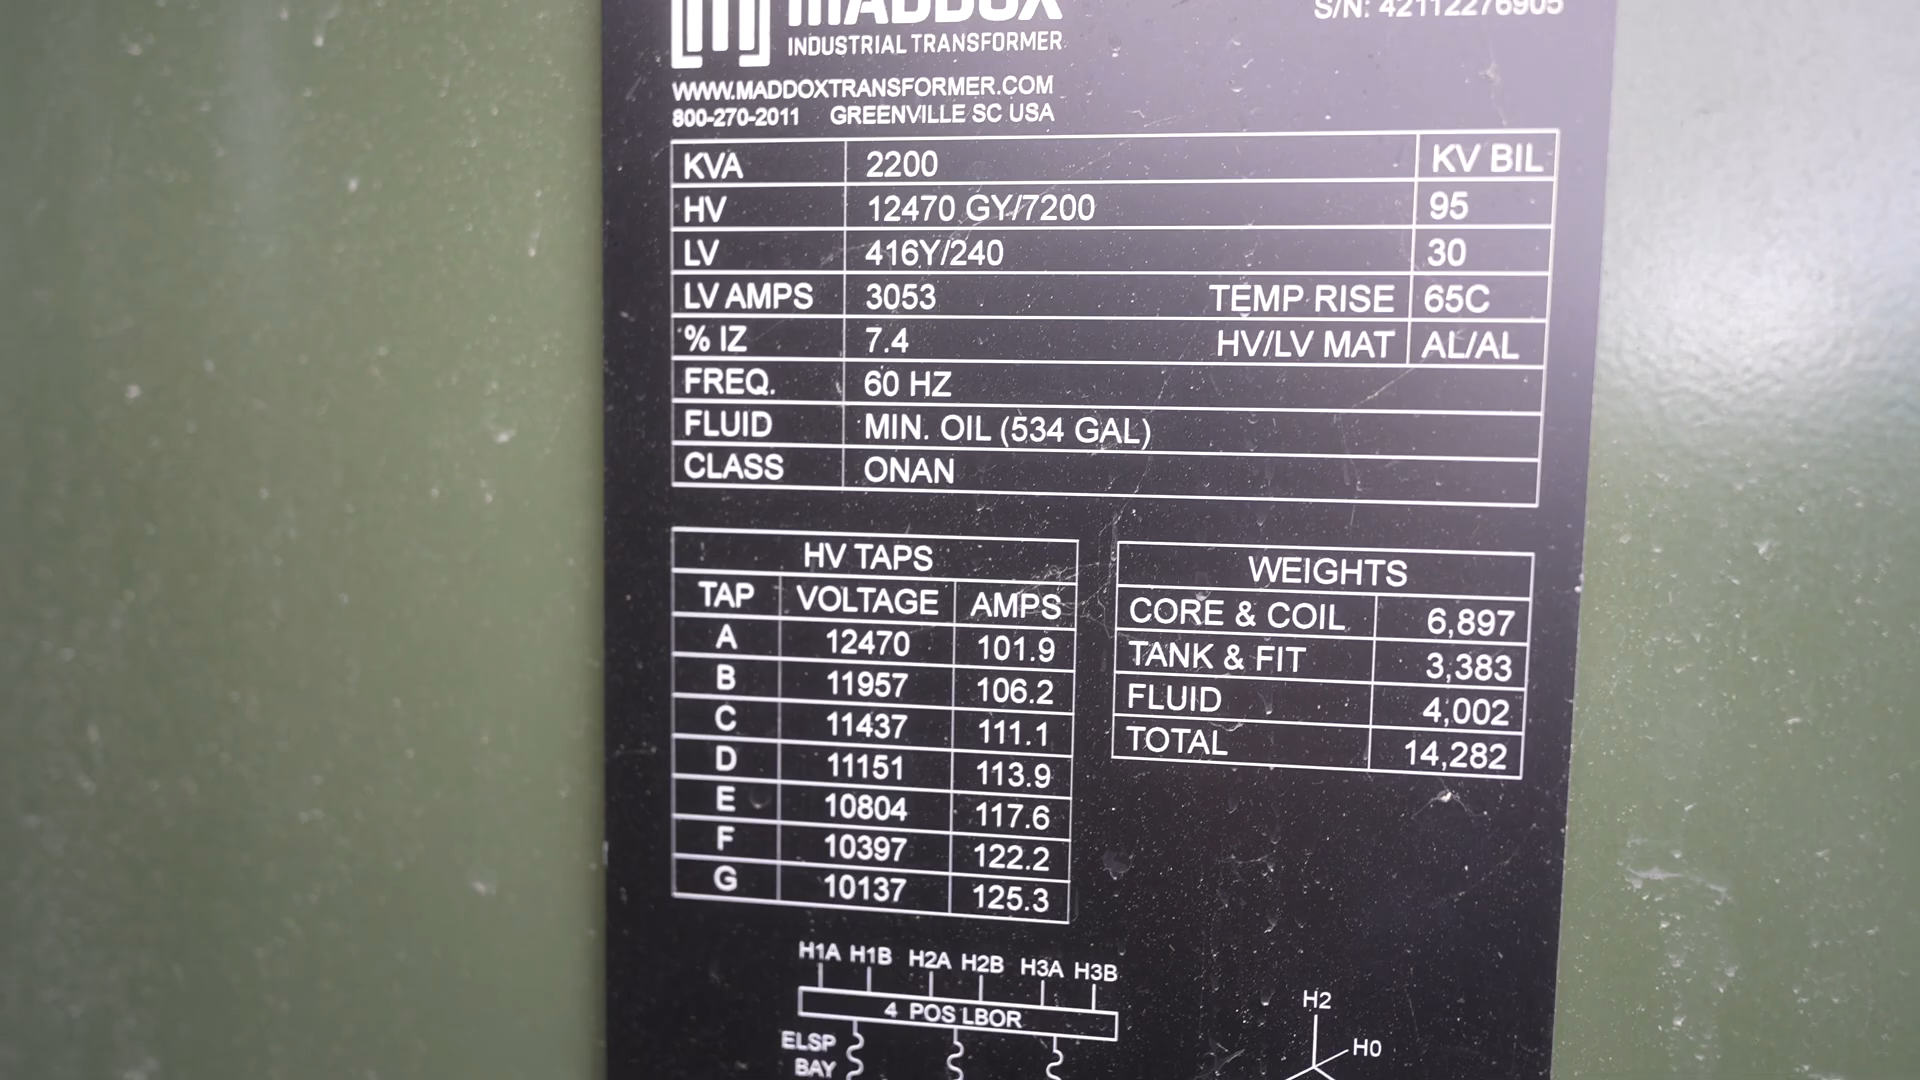 MADDOX
INDUSTRIAL TRANSFORMER
S/N: 42112276905
WWW.MADDOXTRANSFORMER.COM
800-270-2011 GREENVILLE SC USA
KVA 2200 KV BIL
HV 12470 GY/7200 95
LV 416Y/240 30
LV AMPS 3053 TEMP RISE 65C
% IZ 7.4 HV/LV MAT AL/AL
FREQ. 60 HZ
FLUID MIN. OIL (534 GAL)
CLASS ONAN
HV TAPS
TAP VOLTAGE AMPS
A 12470 101.9
B 11957 106.2
C 11437 111.1
D 11151 113.9
E 10804 117.6
F 10397 122.2
G 10137 125.3
WEIGHTS
CORE & COIL 6,897
TANK & FIT 3,383
FLUID 4,002
TOTAL 14,282
H1A H1B H2A H2B H3A H3B
4 POS LBOR
ELSP
BAY
H2
H0